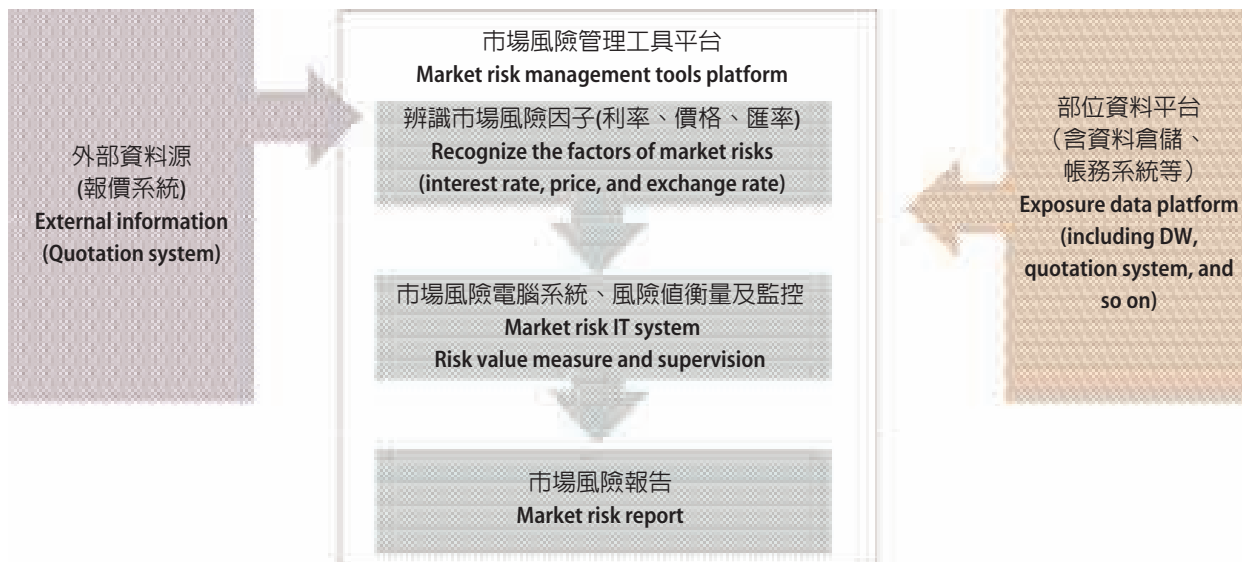 外部資料源
(報價系統)
External information
(Quotation system)
市場風險管理工具平台
Market risk management tools platform
辨識市場風險因子(利率、價格、匯率)
Recognize the factors of market risks
(interest rate, price, and exchange rate)
市場風險電腦系統、風險值衡量及監控
Market risk IT system
Risk value measure and supervision
市場風險報告
Market risk report
部位資料平台
（含資料倉儲、
帳務系統等）
Exposure data platform
(including DW,
quotation system, and
so on)